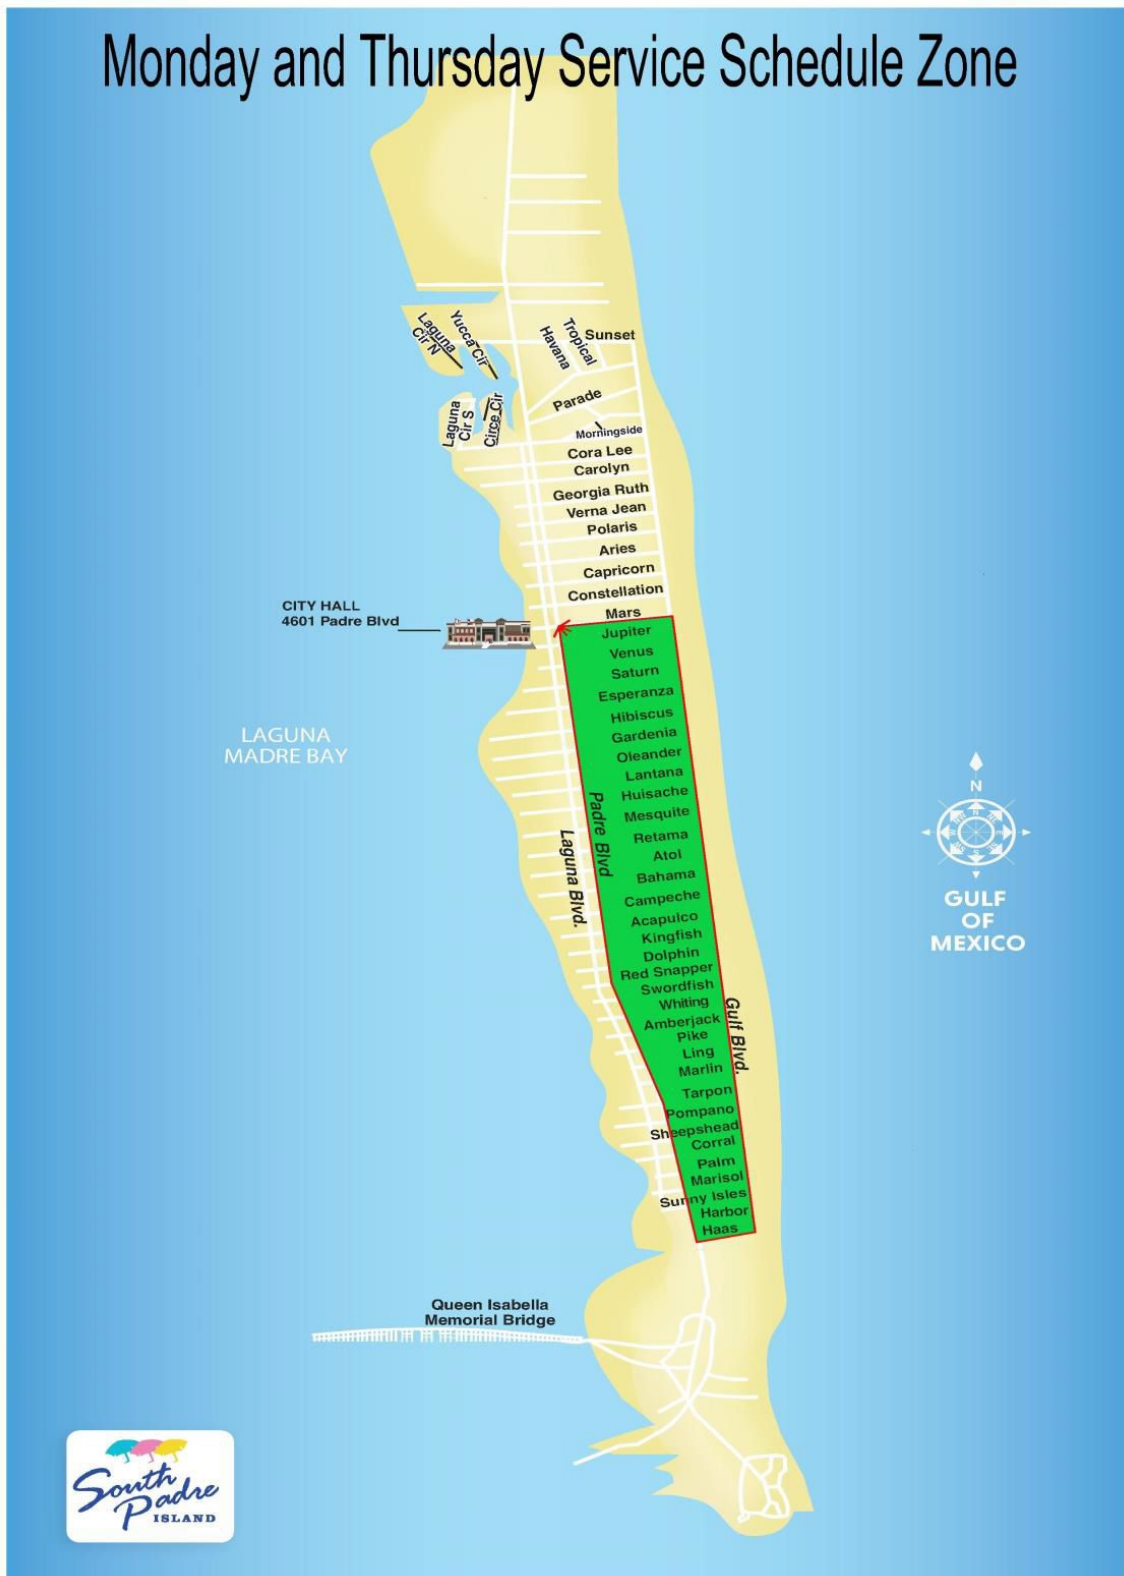 Monday and Thursday Service Schedule Zone
Sunset
Tropical
Havana
Yucca Cir
Laguna
Cir N
Parade
Laguna
Cir S
Circe Cir
Morningside
Cora Lee
Carolyn
Georgia Ruth
Verna Jean
Polaris
Aries
Capricorn
Constellation
Mars
CITY HALL
4601 Padre Blvd
Jupiter
Venus
Saturn
Esperanza
Hibiscus
Gardenia
Oleander
Lantana
Huisache
Mesquite
Retama
Atol
Bahama
Campeche
Acapulco
Kingfish
Dolphin
Red Snapper
Swordfish
Whiting
Amberjack
Pike
Ling
Marlin
Tarpon
Pompano
Sheepshead
Corral
Palm
Marisol
Sunny Isles
Harbor
Haas
Padre Blvd
Laguna Blvd.
Gulf Blvd.
LAGUNA
MADRE BAY
N
GULF
OF
MEXICO
Queen Isabella
Memorial Bridge
South
Padre
ISLAND